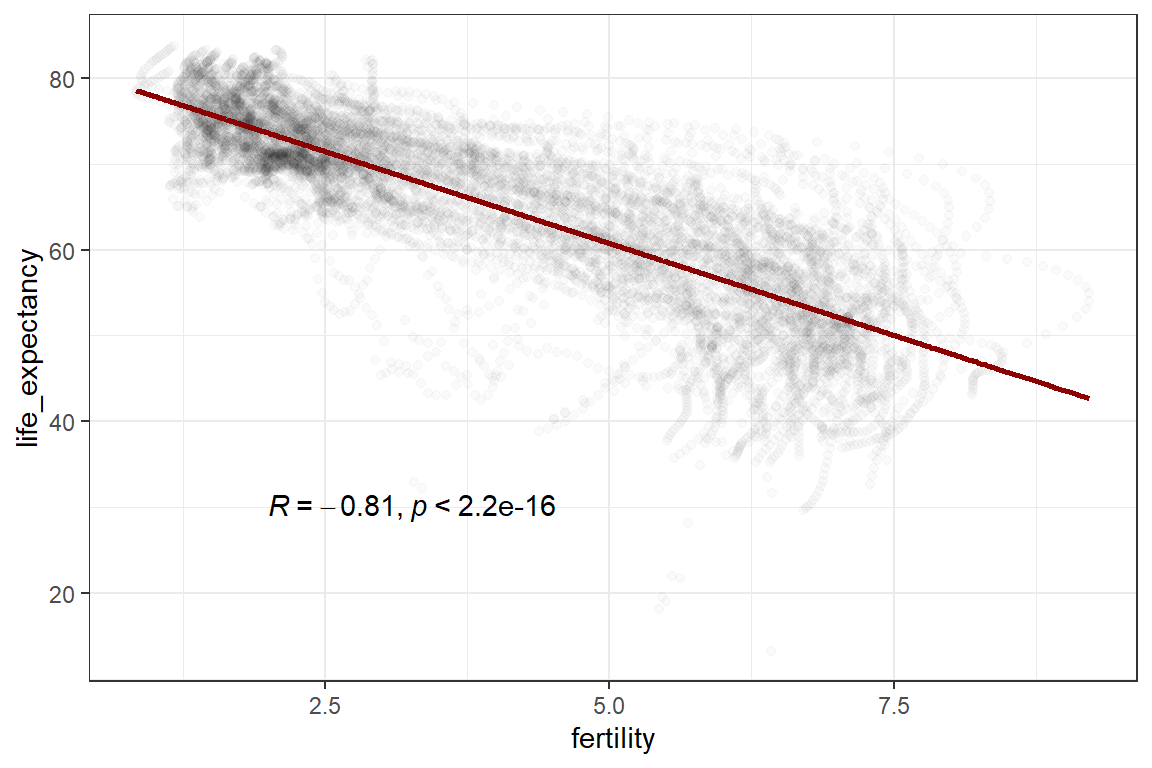 80
60
40
20
life_expectancy
R = −0.81, p < 2.2e-16
2.5 5.0 7.5
fertility